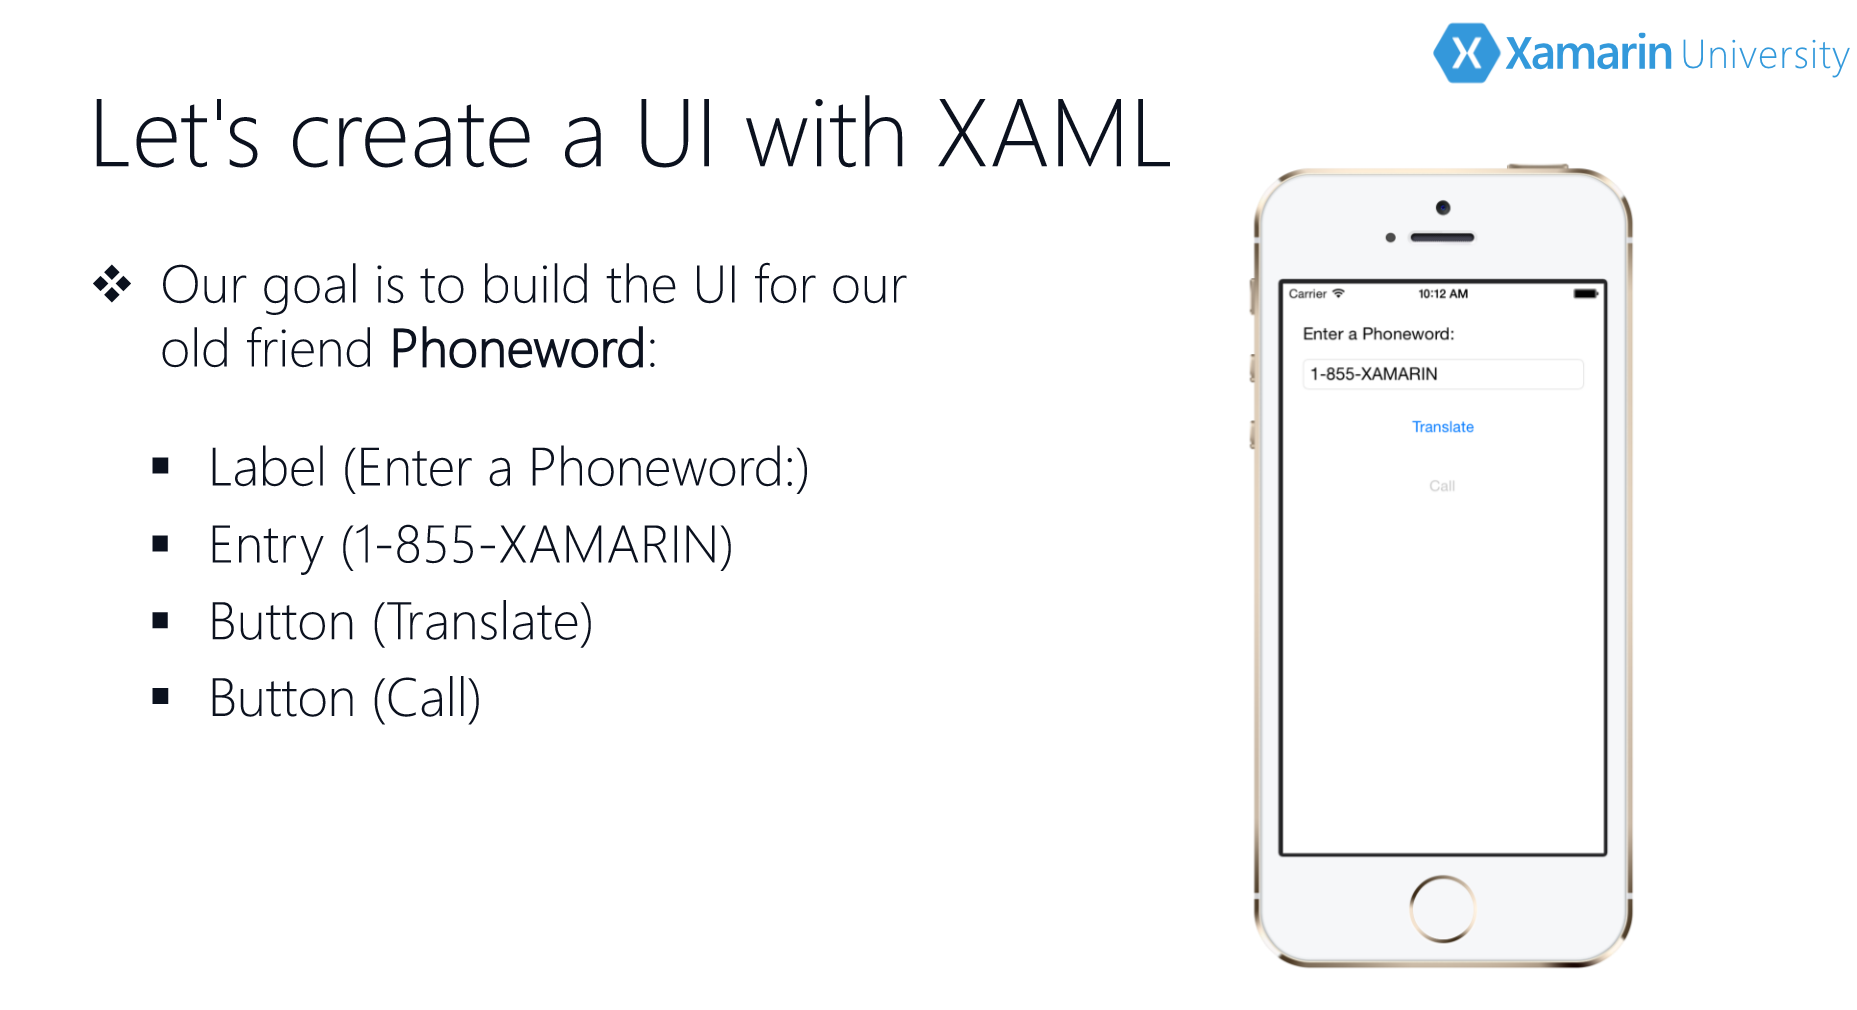 Xamarin University
Let's create a UI with XAML
❖ Our goal is to build the UI for our
old friend Phoneword:
▪ Label (Enter a Phoneword:)
▪ Entry (1-855-XAMARIN)
▪ Button (Translate)
▪ Button (Call)
Carrier 10:12 AM
Enter a Phoneword:
1-855-XAMARIN
Translate
Call